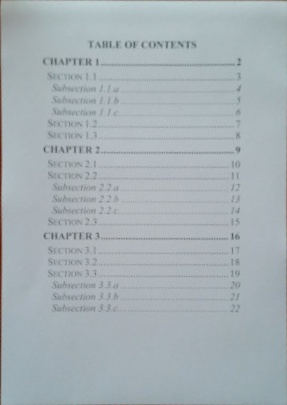 TABLE OF CONTENTS
CHAPTER 1 2
SECTION 1.1 3
Subsection 1.1.a 4
Subsection 1.1.b 5
Subsection 1.1.c 6
SECTION 1.2 7
SECTION 1.3 8
CHAPTER 2 9
SECTION 2.1 10
SECTION 2.2 11
Subsection 2.2.a 12
Subsection 2.2.b 13
Subsection 2.2.c 14
SECTION 2.3 15
CHAPTER 3 16
SECTION 3.1 17
SECTION 3.2 18
SECTION 3.3 19
Subsection 3.3.a 20
Subsection 3.3.b 21
Subsection 3.3.c 22